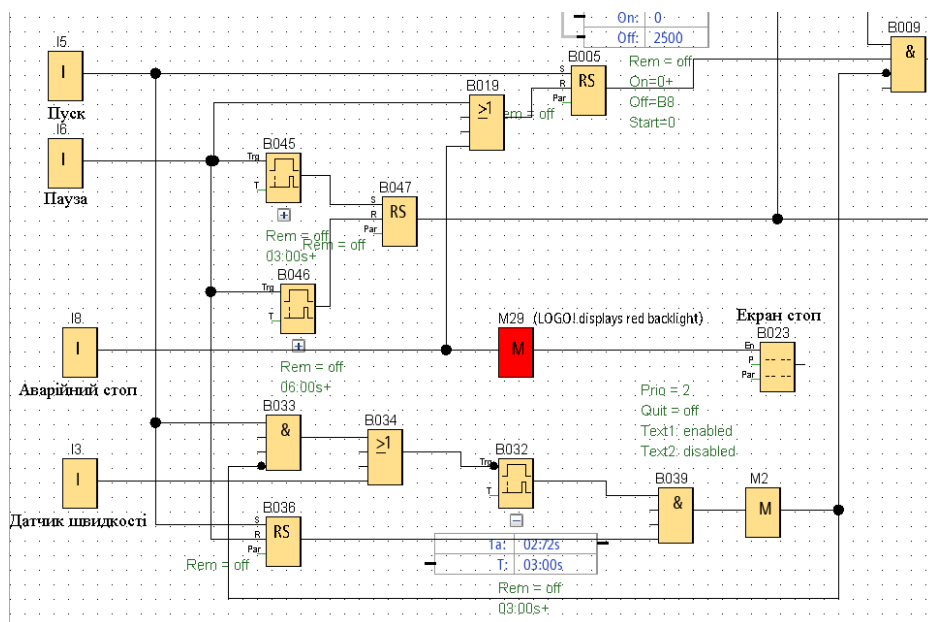 On: 0
Off: 2500
B009
&
I5.
I
Пуск
B005
S
R
Par
RS
Rem = off
On=0+
Off=B8
Start=0
B019
≥1
em = off
I6.
I
Пауза
B045
Trg
T
Rem = off
03:00s+
B047
S
R
Par
RS
Rem = off
B046
Trg
T
Rem = off
06:00s+
I8.
I
Аварійний стоп
M29 (LOGO! displays red backlight)
M
Екран стоп
B023
En
P
Par
Prio = 2
Quit = off
Text1: enabled
Text2: disabled
B033
&
B034
≥1
I3.
I
Датчик швидкості
B032
Trg
T
Ta: 02:72s
T: 03:00s
Rem = off
03:00s+
B036
S
R
Par
RS
Rem = off
B039
&
M2
M